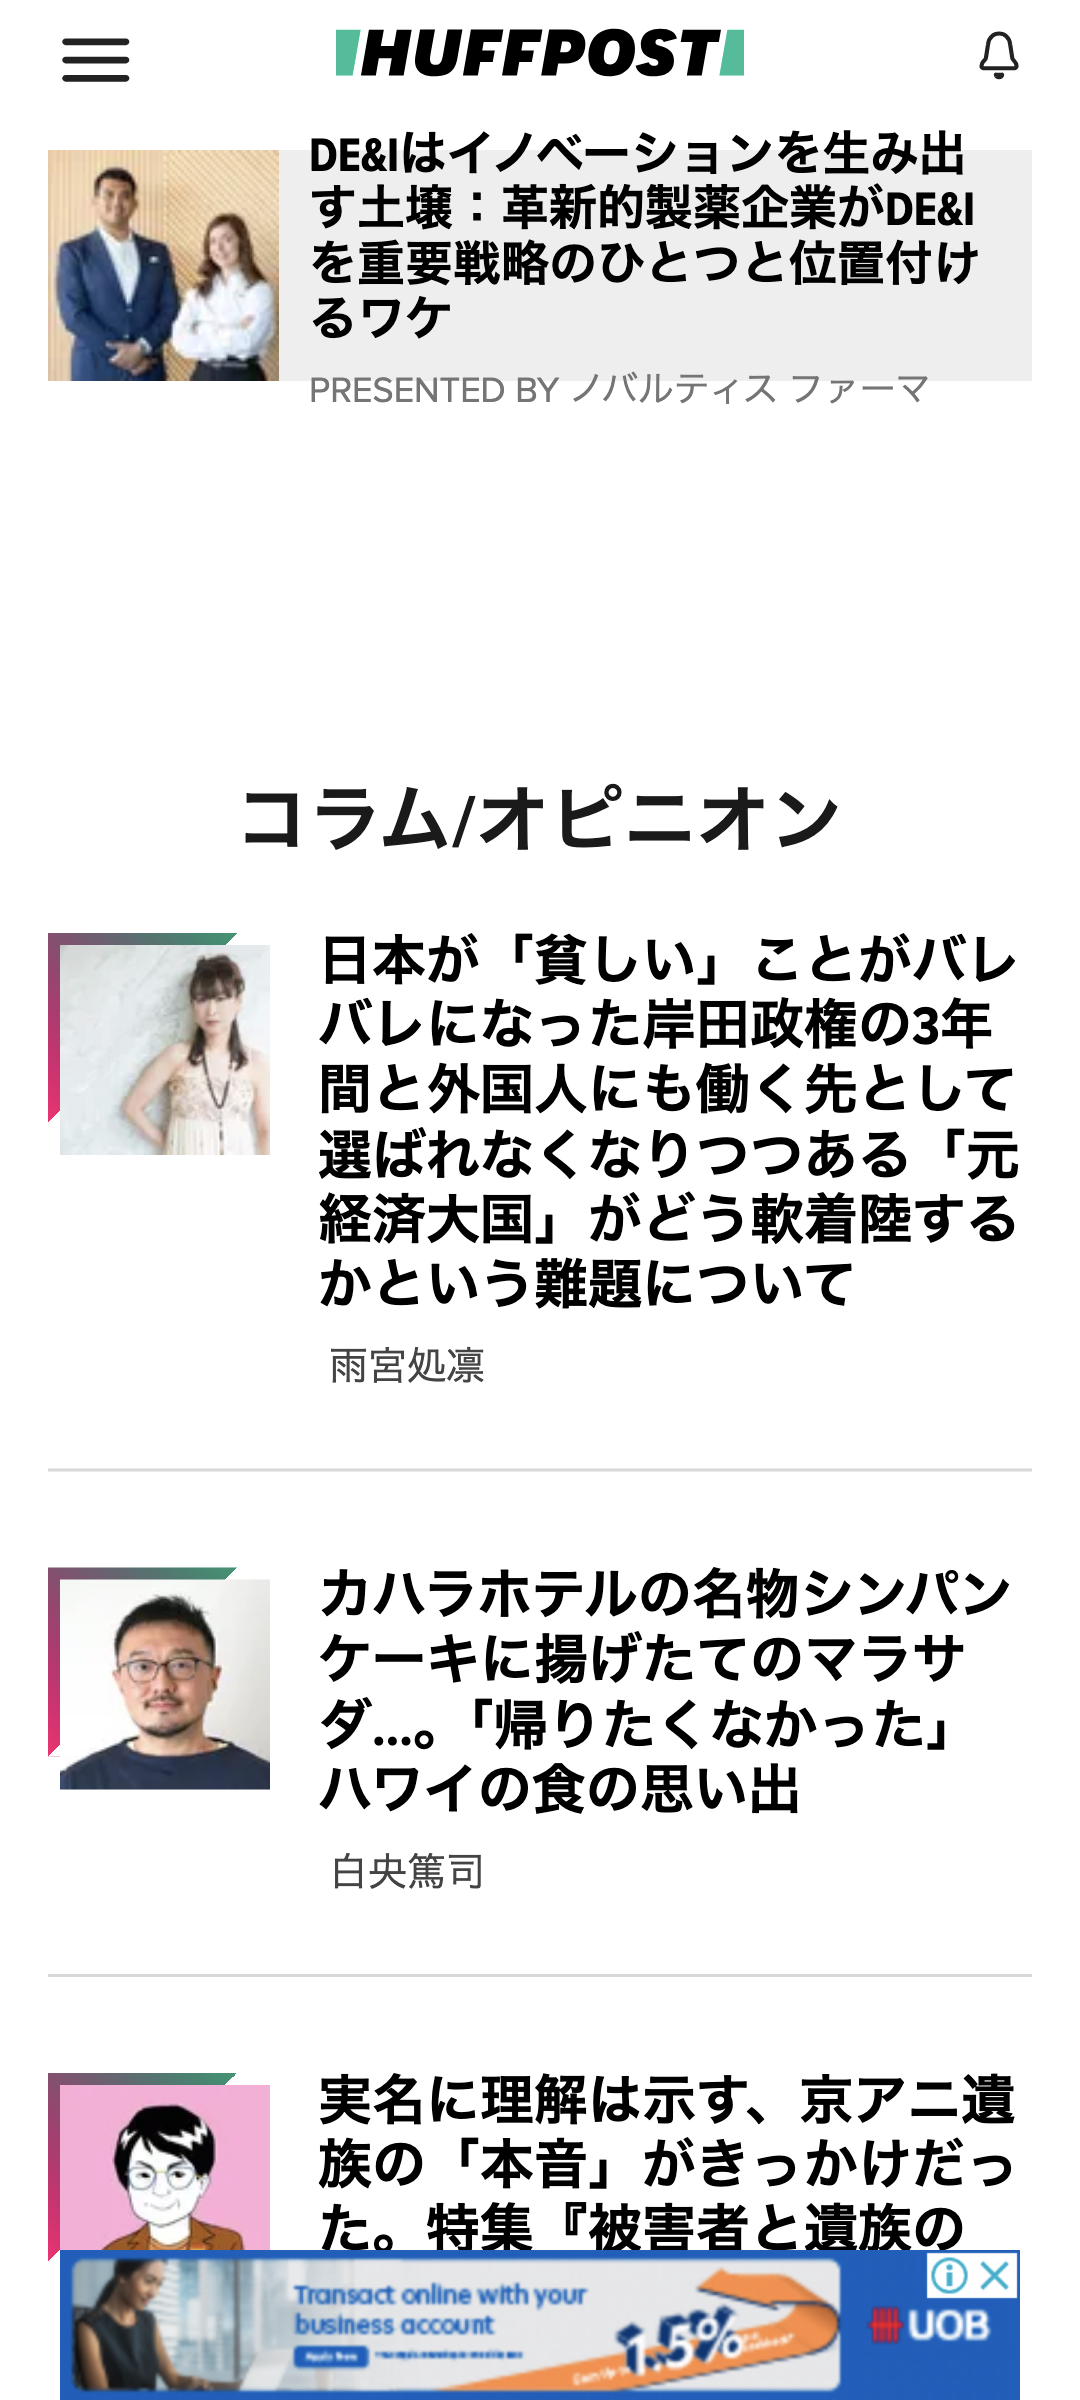 HUFFPOST
DE&Iはイノベーションを生み出
す土壌：革新的製薬企業がDE&I
を重要戦略のひとつと位置付け
るワケ
PRESENTED BY ノバルティス ファーマ
コラム/オピニオン
日本が「貧しい」ことがバレ
バレになった岸田政権の3年
間と外国人にも働く先として
選ばれなくなりつつある「元
経済大国」がどう軟着陸する
かという難題について
雨宮処凛
カハラホテルの名物シンパン
ケーキに揚げたてのマラサ
ダ...。「帰りたくなかった」
ハワイの食の思い出
白央篤司
実名に理解は示す、京アニ遺
族の「本音」がきっかけだっ
た。特集『被害者と遺族の
Transact online with your
business account
Apply Now
1.5%
UOB